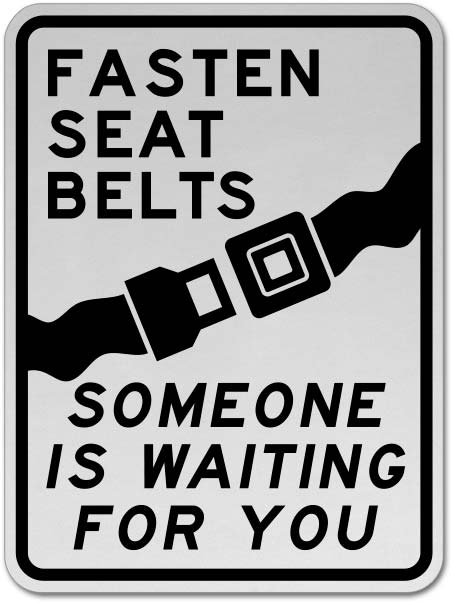 FASTEN
SEAT
BELTS
SOMEONE
IS WAITING
FOR YOU